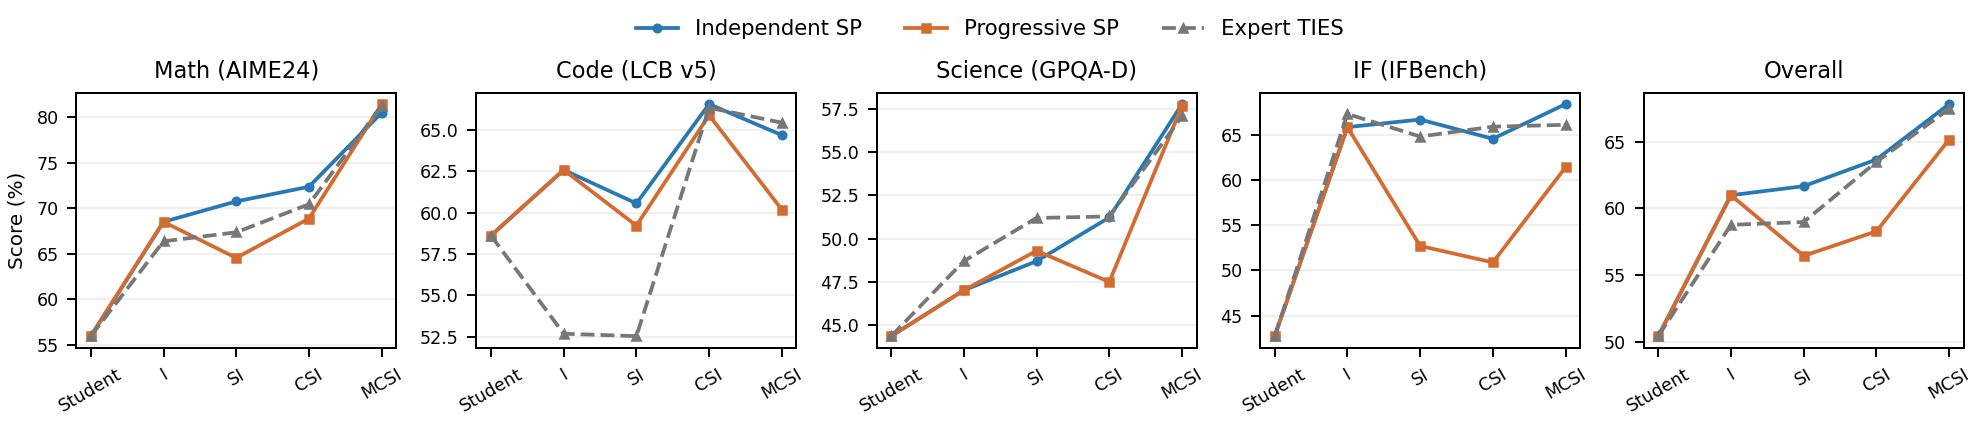 Independent SP Progressive SP Expert TIES
Math (AIME24)
Score (%)
80
75
70
65
60
55
Student I SI CSI MCSI
Code (LCB v5)
65.0
62.5
60.0
57.5
55.0
52.5
Student I SI CSI MCSI
Science (GPQA-D)
57.5
55.0
52.5
50.0
47.5
45.0
Student I SI CSI MCSI
IF (IFBench)
65
60
55
50
45
Student I SI CSI MCSI
Overall
65
60
55
50
Student I SI CSI MCSI